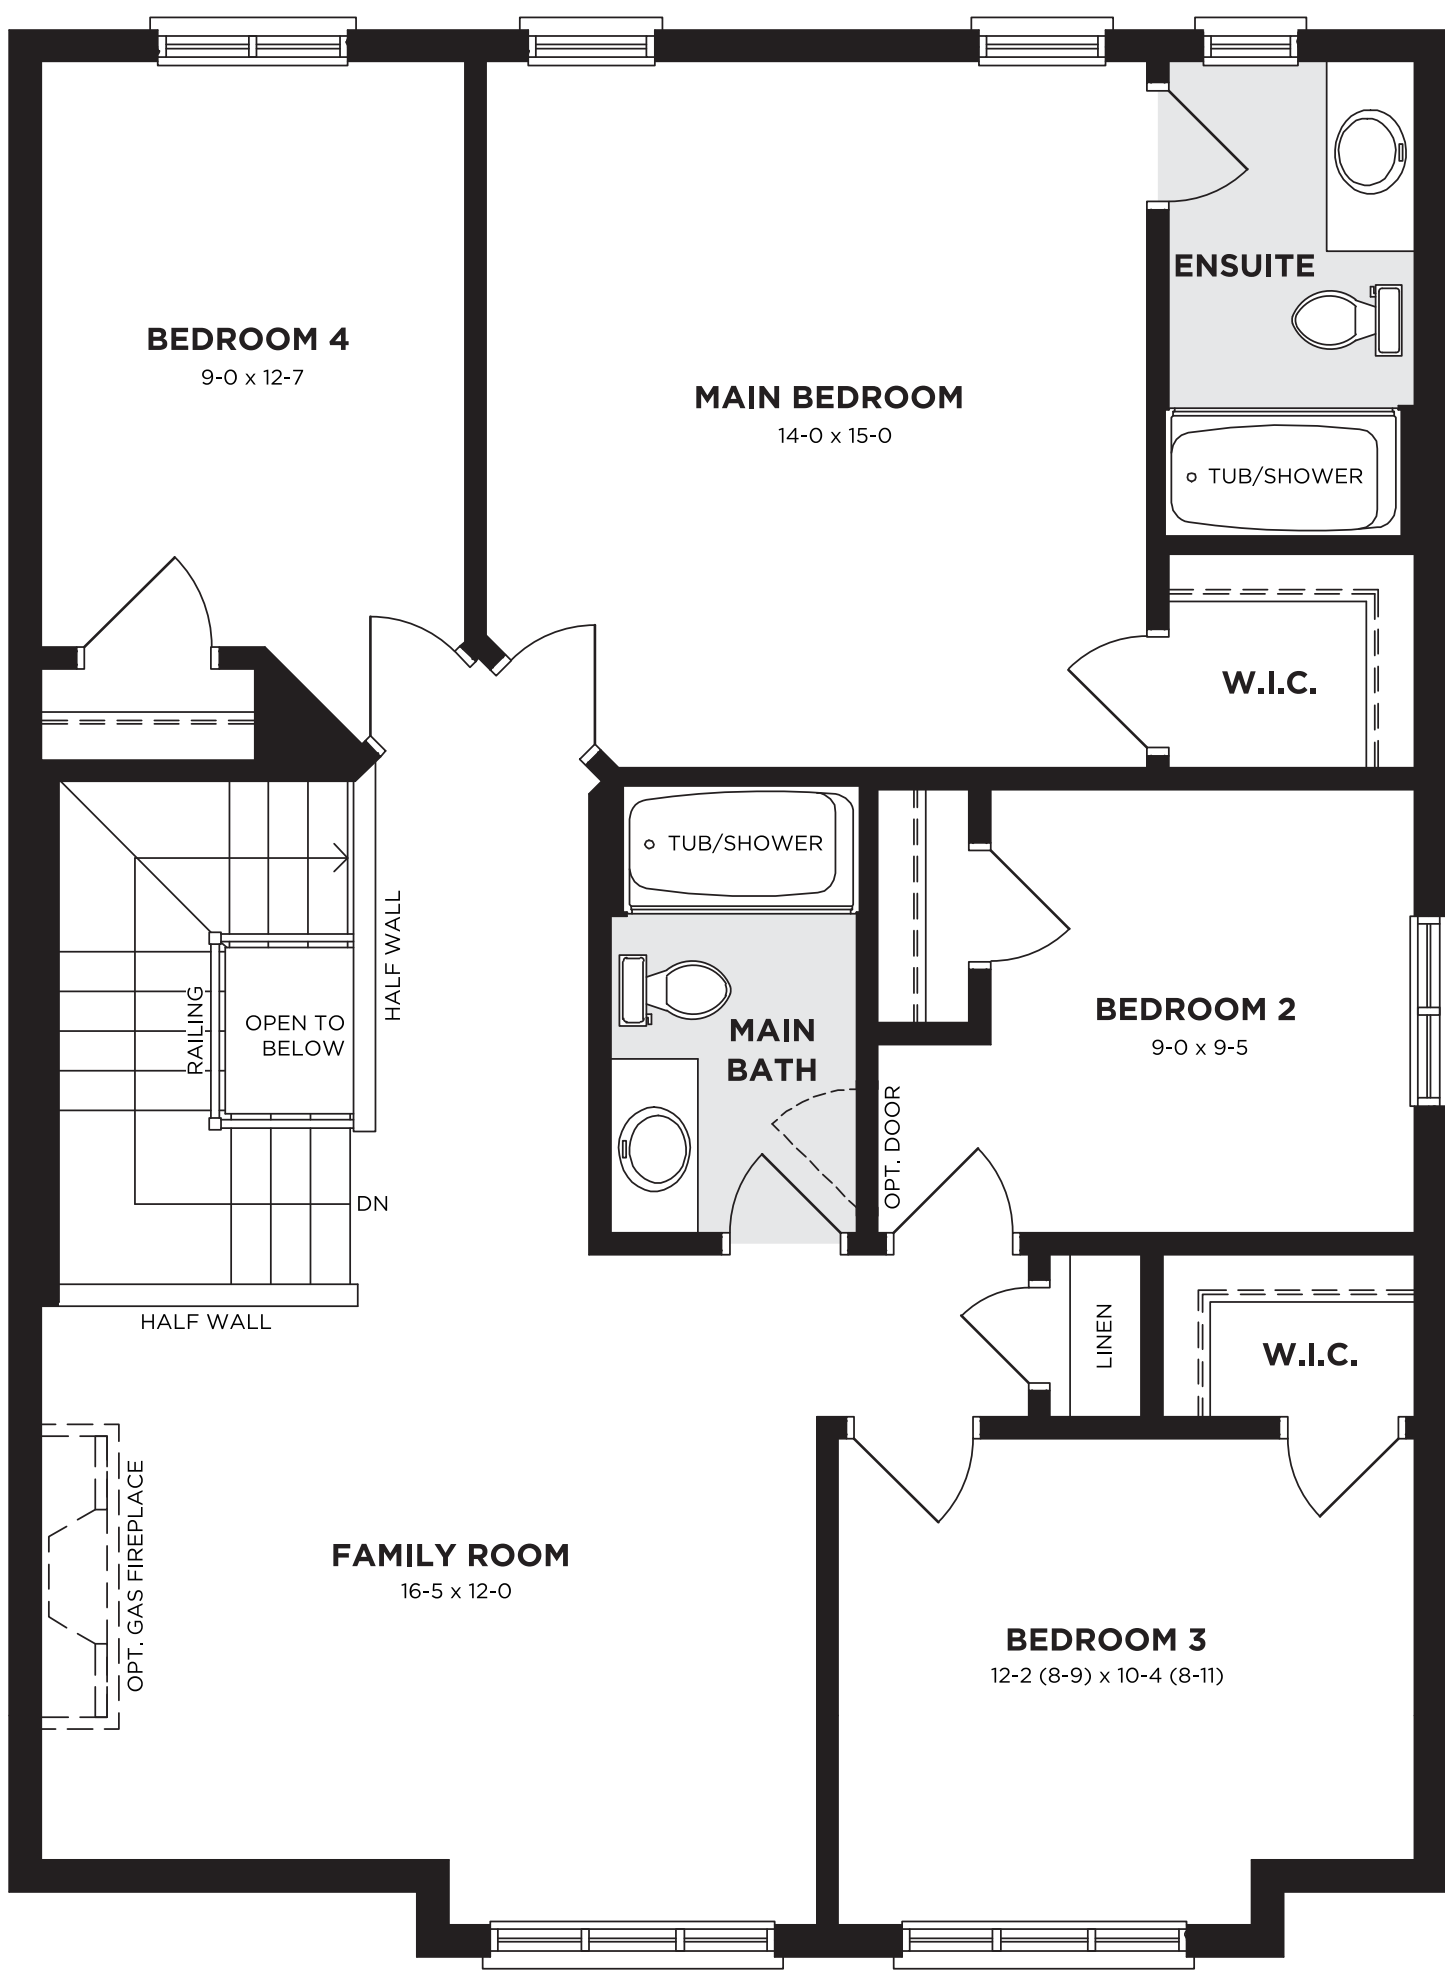 ENSUITE
BEDROOM 4
9-0 x 12-7
MAIN BEDROOM
14-0 x 15-0
TUB/SHOWER
W.I.C.
TUB/SHOWER
HALF WALL
RAILING
OPEN TO
BELOW
MAIN
BATH
BEDROOM 2
9-0 x 9-5
OPT. DOOR
DN
HALF WALL
LINEN
W.I.C.
OPT. GAS FIREPLACE
FAMILY ROOM
16-5 x 12-0
BEDROOM 3
12-2 (8-9) x 10-4 (8-11)